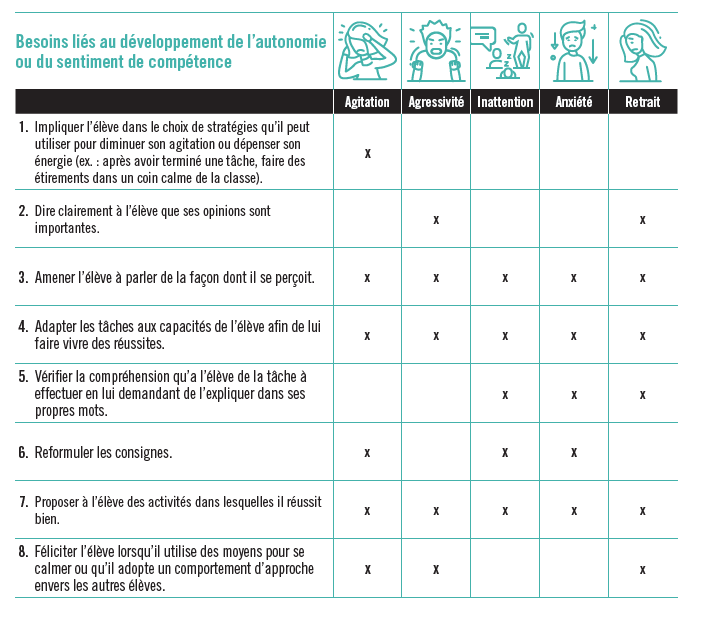 Besoins liés au développement de l'autonomie
ou du sentiment de compétence
Agitation Agressivité Inattention Anxiété Retrait
1. Impliquer l'élève dans le choix de stratégies qu'il peut
utiliser pour diminuer son agitation ou dépenser son
énergie (ex. : après avoir terminé une tâche, faire des
étirements dans un coin calme de la classe).
x
2. Dire clairement à l'élève que ses opinions sont
importantes.
x x
3. Amener l'élève à parler de la façon dont il se perçoit.
x x x x x
4. Adapter les tâches aux capacités de l'élève afin de lui
faire vivre des réussites.
x x x x x
5. Vérifier la compréhension qu'a l'élève de la tâche à
effectuer en lui demandant de l'expliquer dans ses
propres mots.
x x x
6. Reformuler les consignes.
x x x
7. Proposer à l'élève des activités dans lesquelles il réussit
bien.
x x x x x
8. Féliciter l'élève lorsqu'il utilise des moyens pour se
calmer ou qu'il adopte un comportement d'approche
envers les autres élèves.
x x x